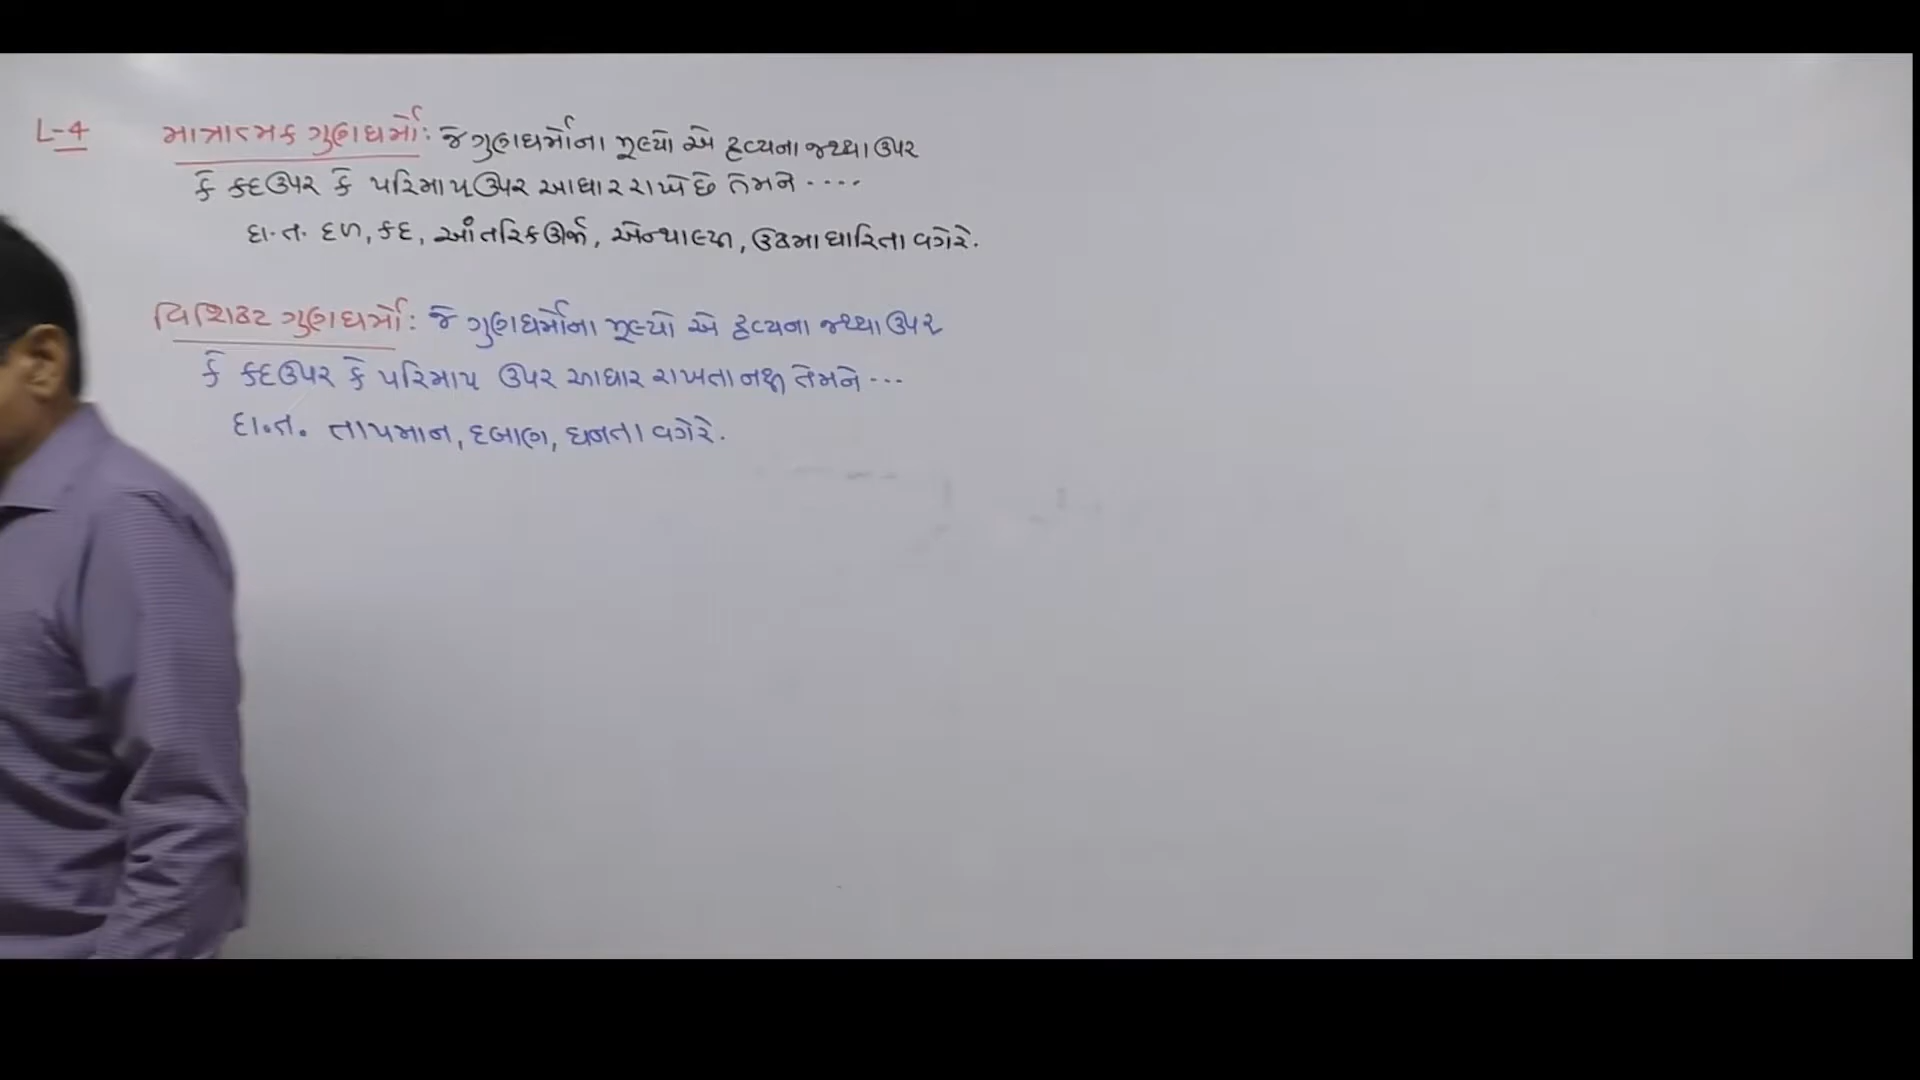 L-4 માત્રાત્મક ગુણધર્મો: જે ગુણધર્મોના મૂલ્યો એ દ્રવ્યના જથ્થા ઉપર
કે કદ ઉપર કે પરિમાપ ઉપર આધાર રાખે છે તેમને ....
દા.ત. દળ, કદ, આંતરિક ઊર્જા, એન્થાલ્પી, ઉષ્માધારિતા વગેરે.
વિશિષ્ટ ગુણધર્મો: જે ગુણધર્મોના મૂલ્યો એ દ્રવ્યના જથ્થા ઉપર
કે કદ ઉપર કે પરિમાપ ઉપર આધાર રાખતા નથી તેમને ...
દા.ત. તાપમાન, દબાણ, ઘનતા વગેરે.